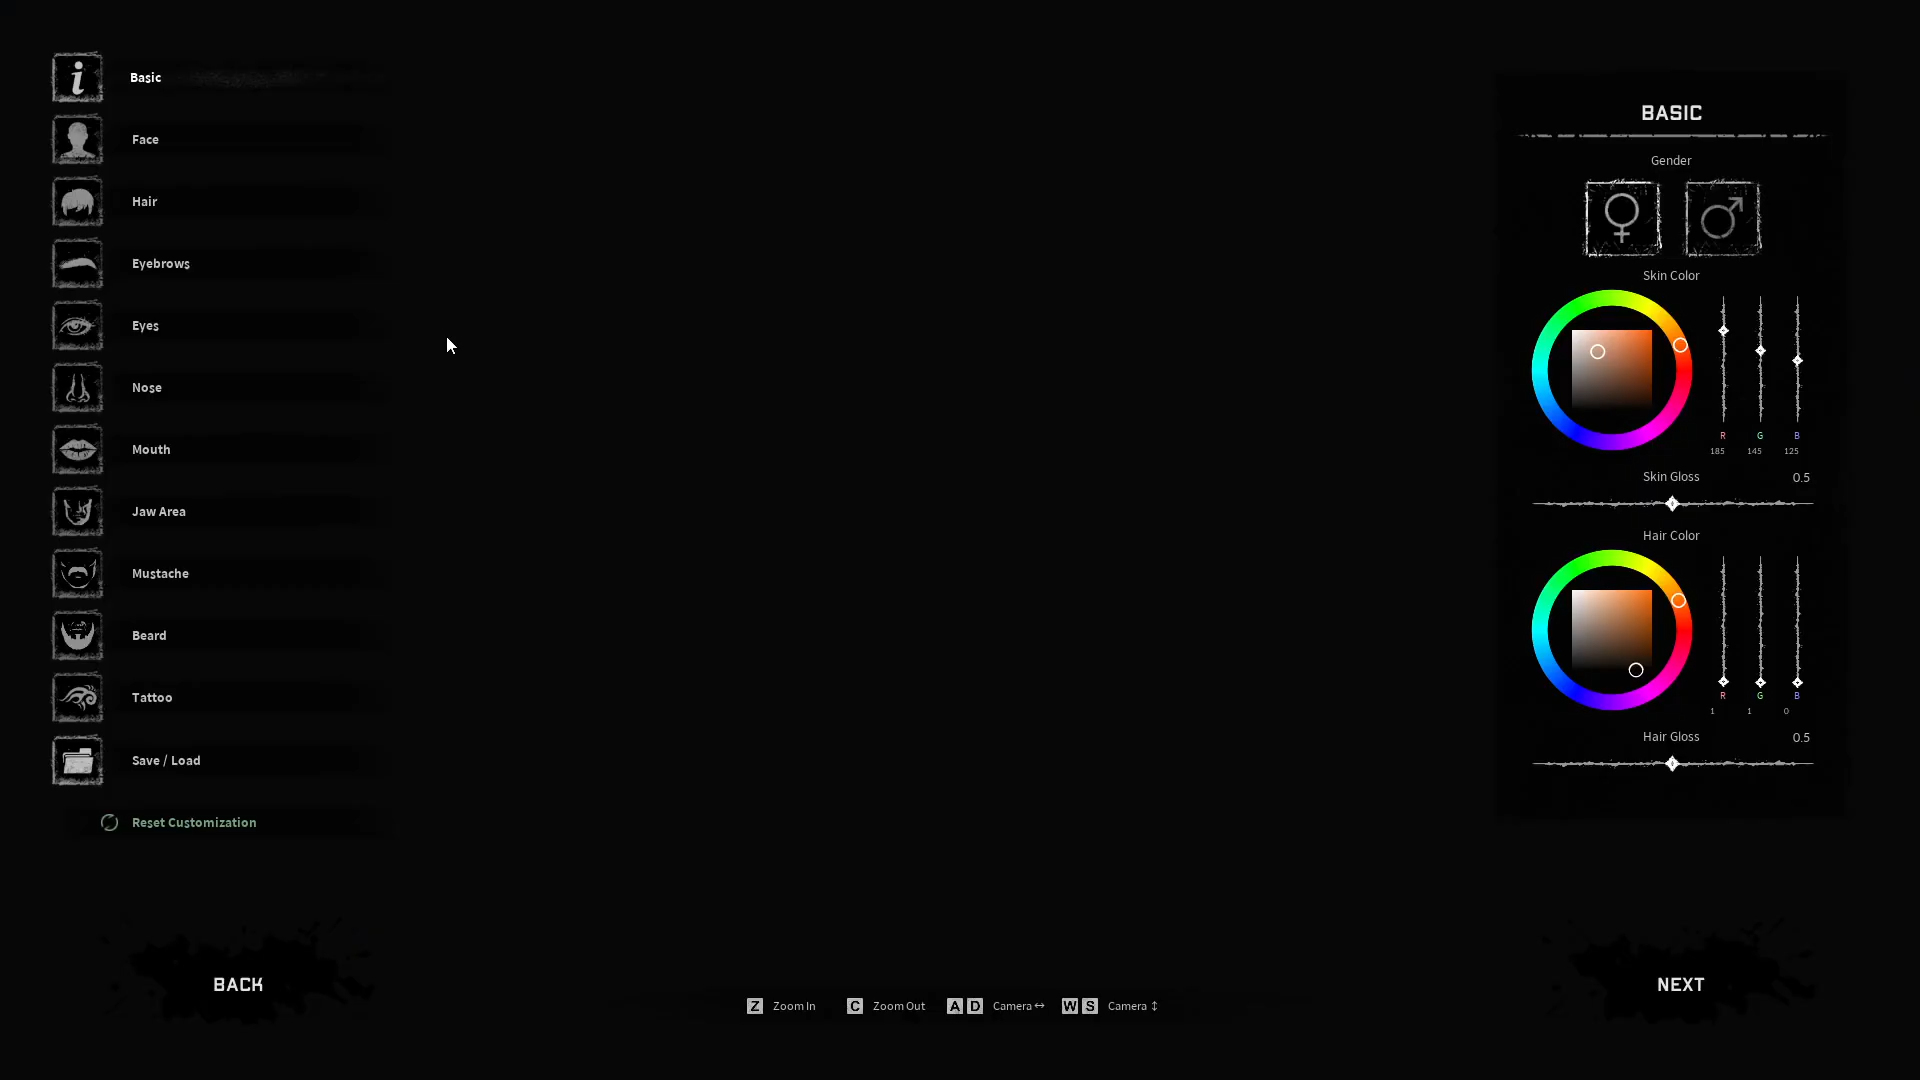 Basic
Face
Hair
Eyebrows
Eyes
Nose
Mouth
Jaw Area
Mustache
Beard
Tattoo
Save / Load
Reset Customization
BACK
Z Zoom In C Zoom Out A D Camera ↔ W S Camera ↕
BASIC
Gender
Skin Color
R G B
185 145 125
Skin Gloss 0.5
Hair Color
R G B
1 1 0
Hair Gloss 0.5
NEXT